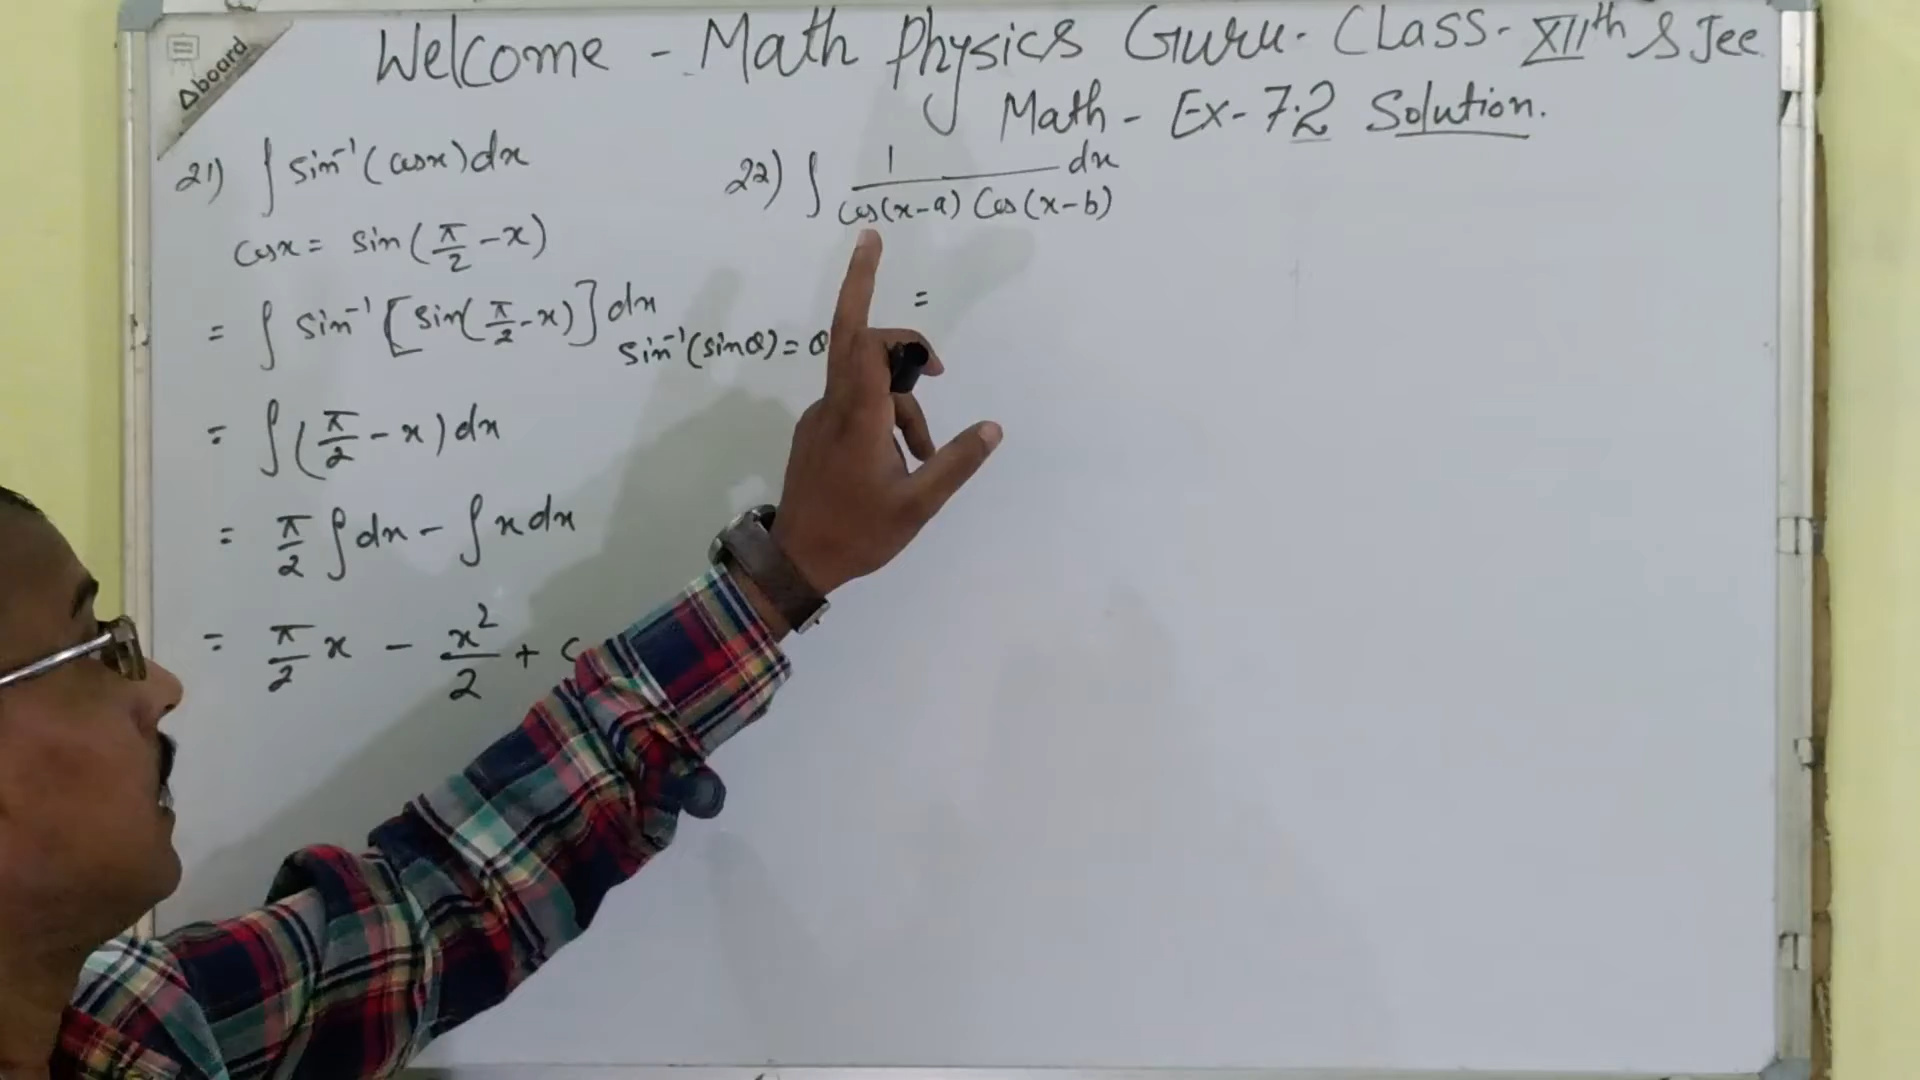 Aboard
Welcome - Math Physics Guru. Class - XIIth & Jee
Math - Ex - 7.2 Solution.
21) ∫ sin⁻¹(cosx)dx
cosx = sin(π/2 - x)
= ∫ sin⁻¹[sin(π/2 - x)]dx
sin⁻¹(sinθ) = θ
= ∫(π/2 - x)dx
= π/2 ∫dx - ∫x dx
= π/2 x - x²/2 + c
22) ∫ 1/(cos(x-a) Cos(x-b)) dx
=